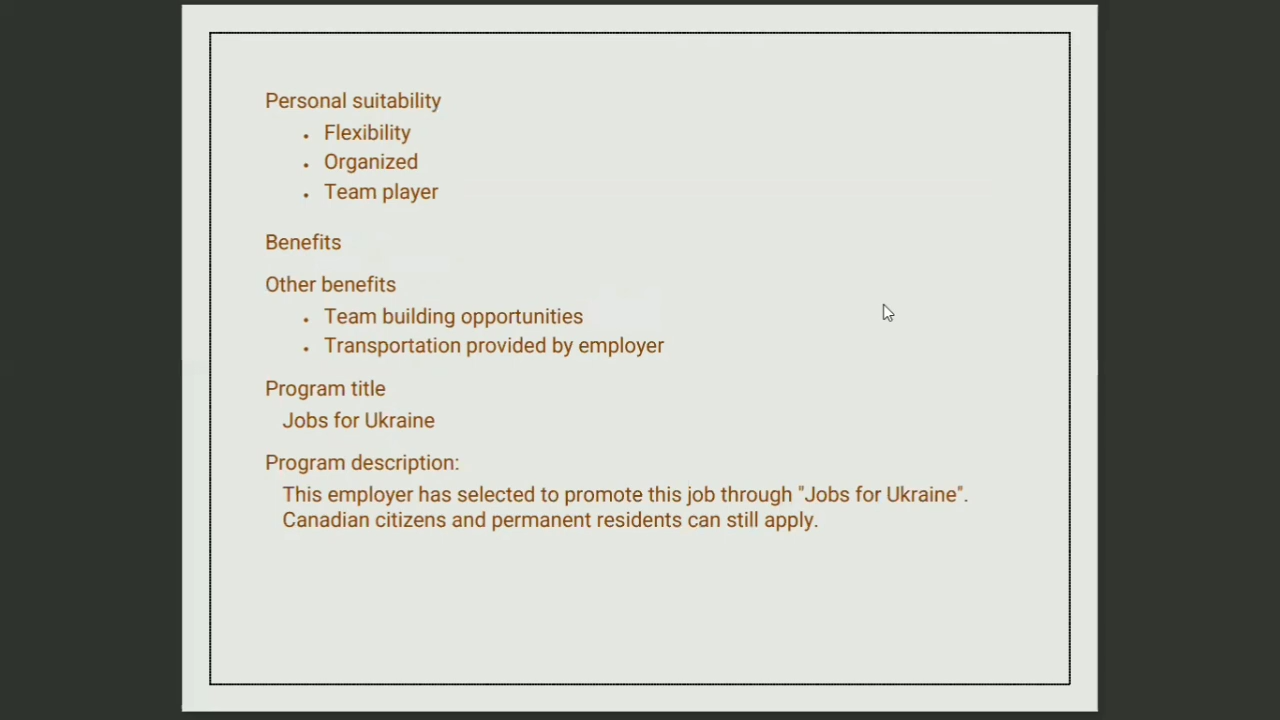 Personal suitability
• Flexibility
• Organized
• Team player
Benefits
Other benefits
• Team building opportunities
• Transportation provided by employer
Program title
Jobs for Ukraine
Program description:
This employer has selected to promote this job through "Jobs for Ukraine".
Canadian citizens and permanent residents can still apply.